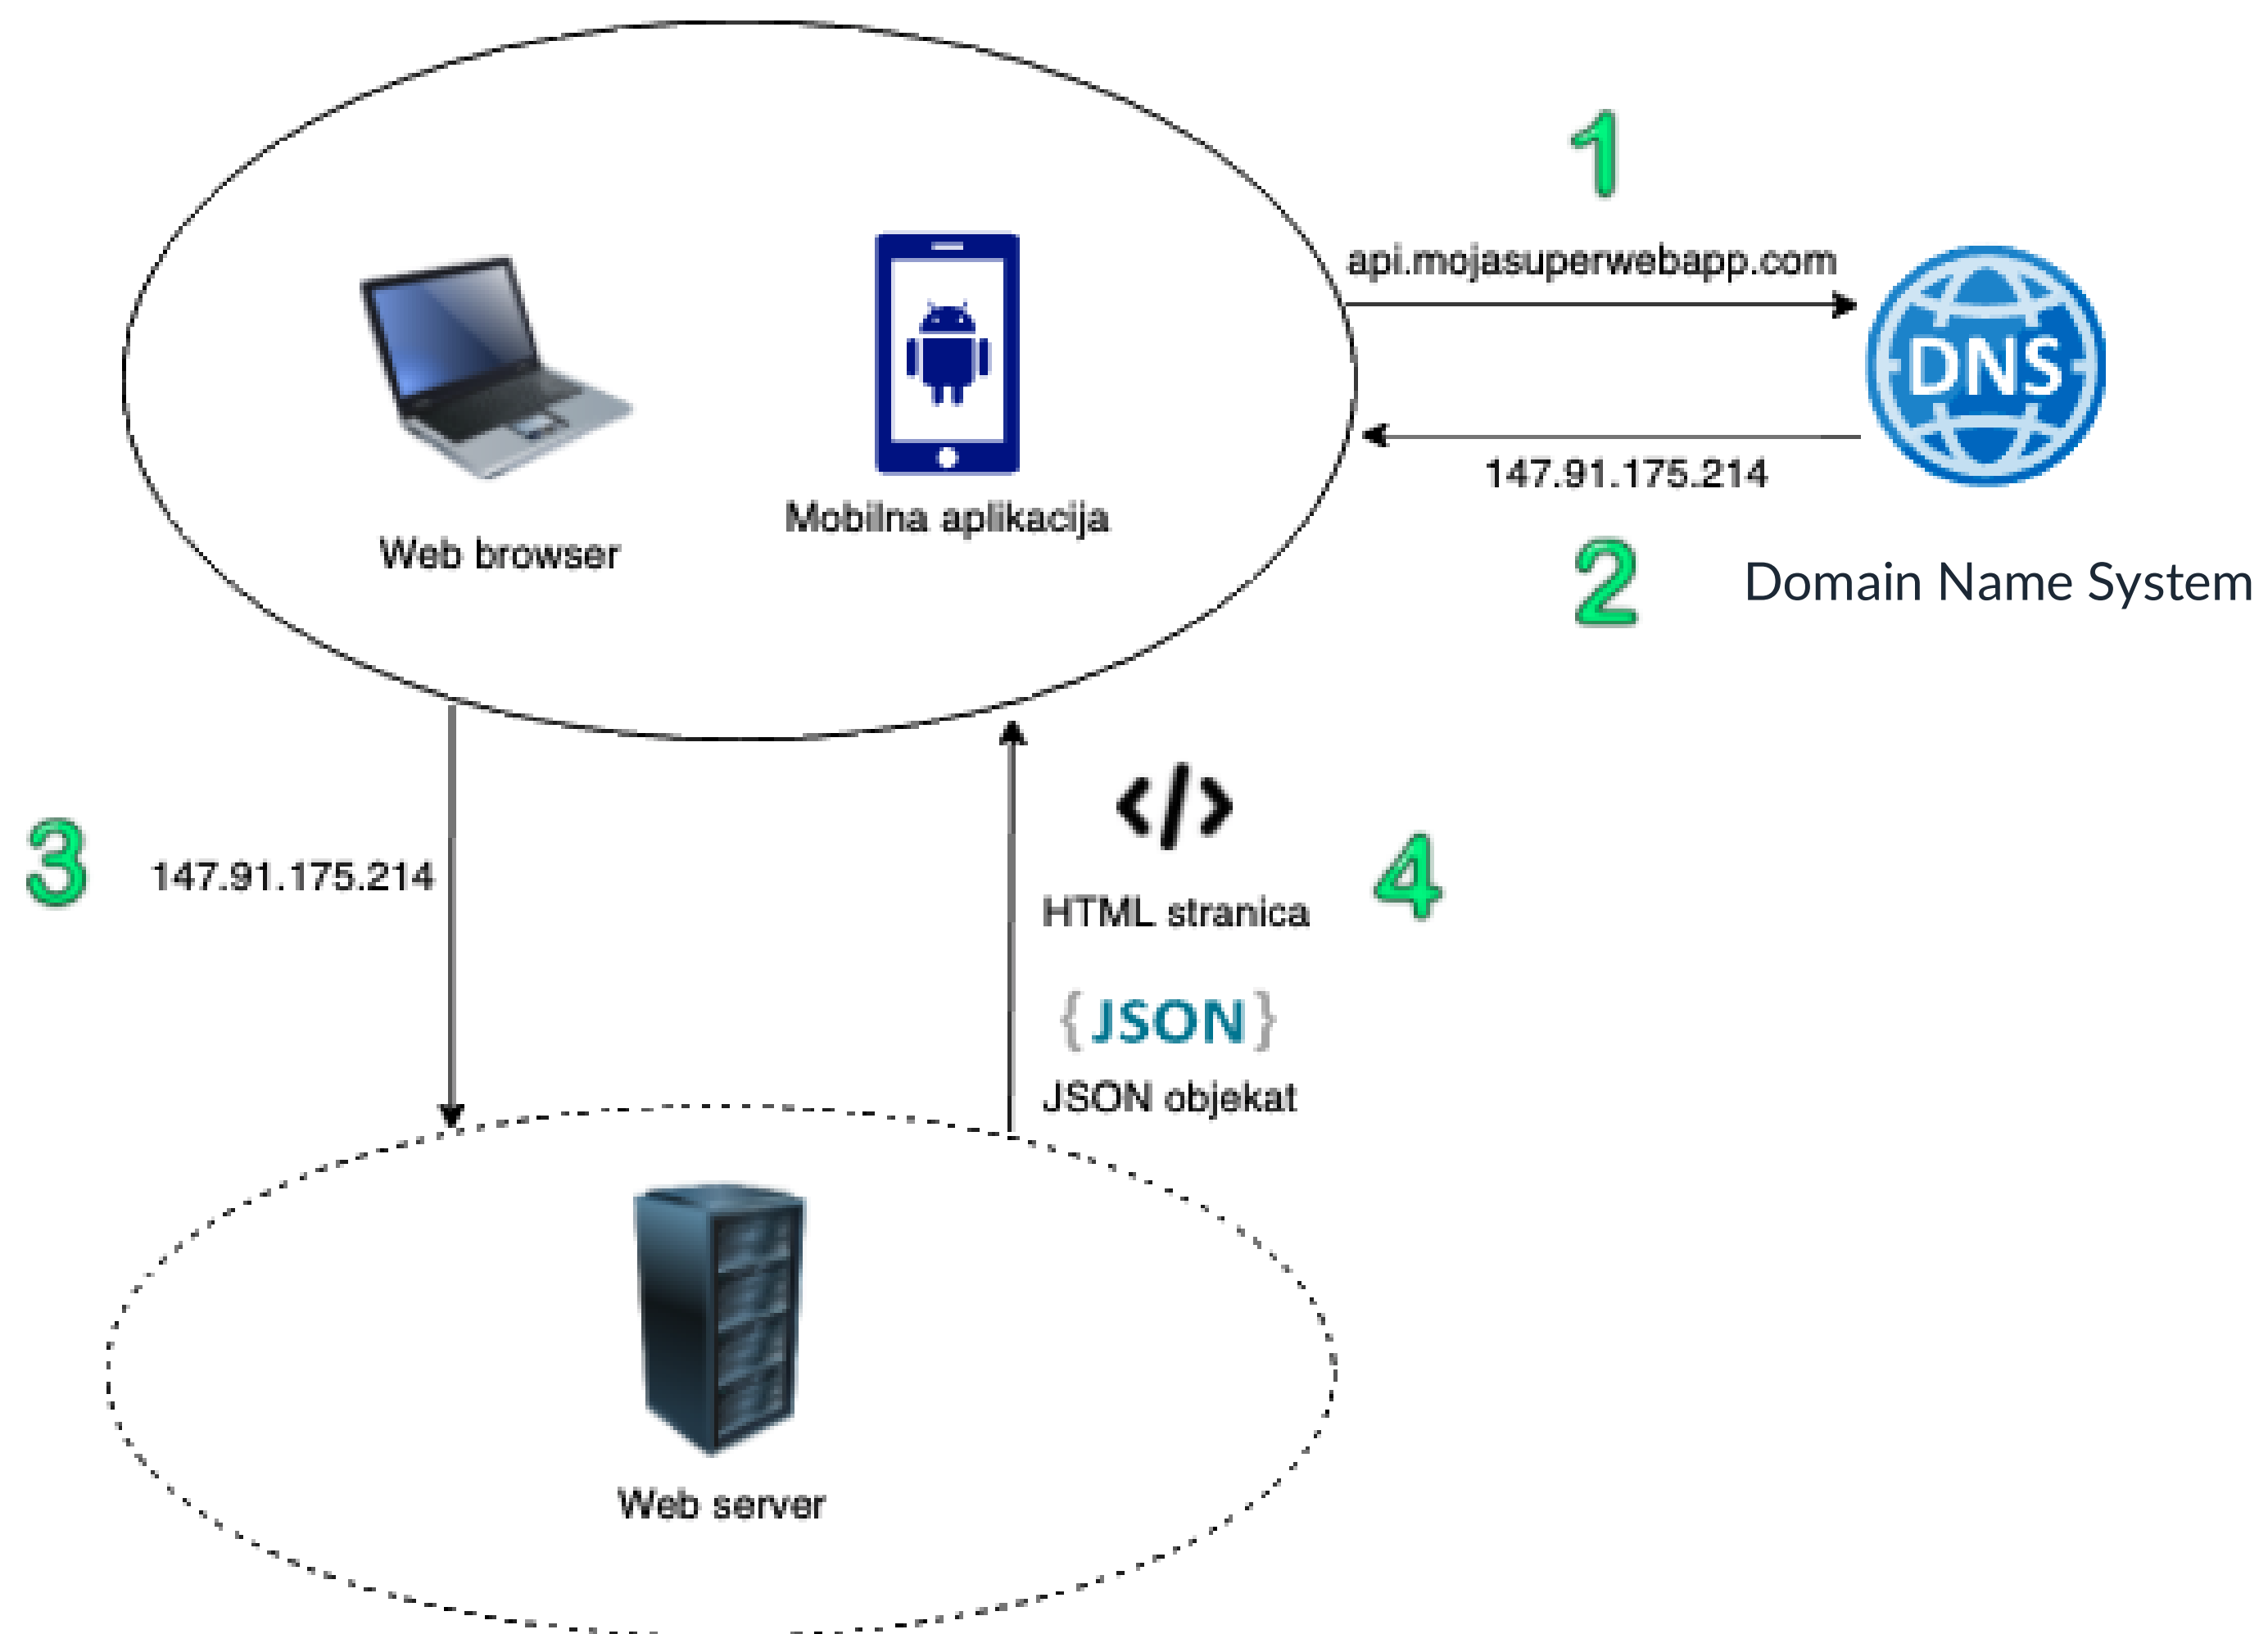 1
api.mojasuperwebapp.com
DNS
147.91.175.214
2
Domain Name System
Web browser
Mobilna aplikacija
3
147.91.175.214
</>
HTML stranica
4
{JSON}
JSON objekat
Web server